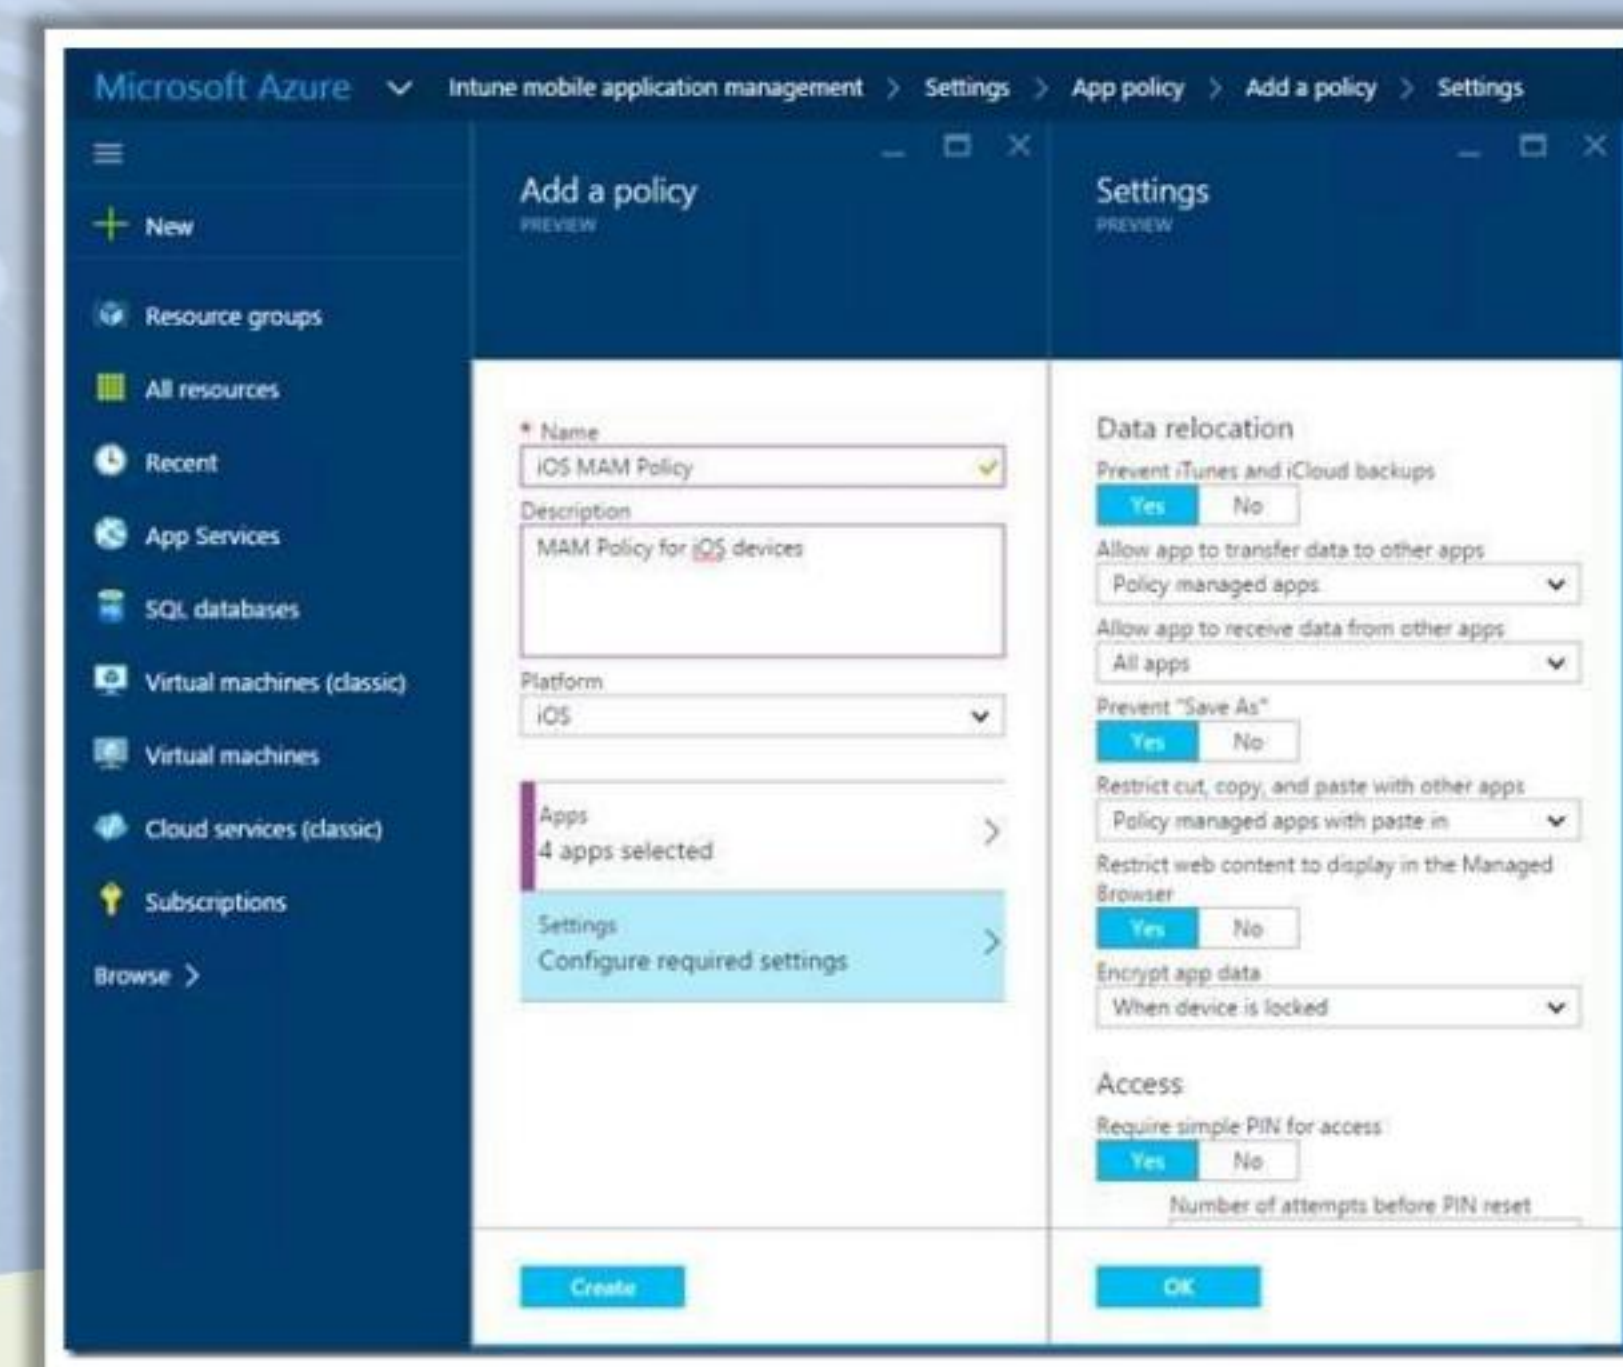 Microsoft Azure Intune mobile application management > Settings > App policy > Add a policy > Settings
New
Resource groups
All resources
Recent
App Services
SQL databases
Virtual machines (classic)
Virtual machines
Cloud services (classic)
Subscriptions
Browse >
Add a policy
PREVIEW
* Name
iOS MAM Policy
Description
MAM Policy for iOS devices
Platform
iOS
Apps
4 apps selected
Settings
Configure required settings
Create
Settings
PREVIEW
Data relocation
Prevent iTunes and iCloud backups
Yes No
Allow app to transfer data to other apps
Policy managed apps
Allow app to receive data from other apps
All apps
Prevent "Save As"
Yes No
Restrict cut, copy, and paste with other apps
Policy managed apps with paste in
Restrict web content to display in the Managed
Browser
Yes No
Encrypt app data
When device is locked
Access
Require simple PIN for access
Yes No
Number of attempts before PIN reset
OK